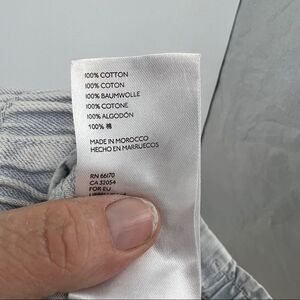 100% COTTON
100% COTON
100% BAUMWOLLE
100% COTONE
100% ALGODÓN
100% 棉
MADE IN MOROCCO
HECHO EN MARRUECOS
RN 66170
CA 32054
FOR EU